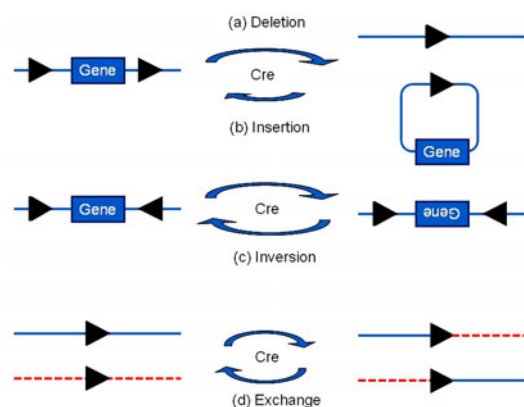 (a) Deletion
Gene
Cre
(b) Insertion
Gene
Gene
Cre
Gene
(c) Inversion
Cre
(d) Exchange